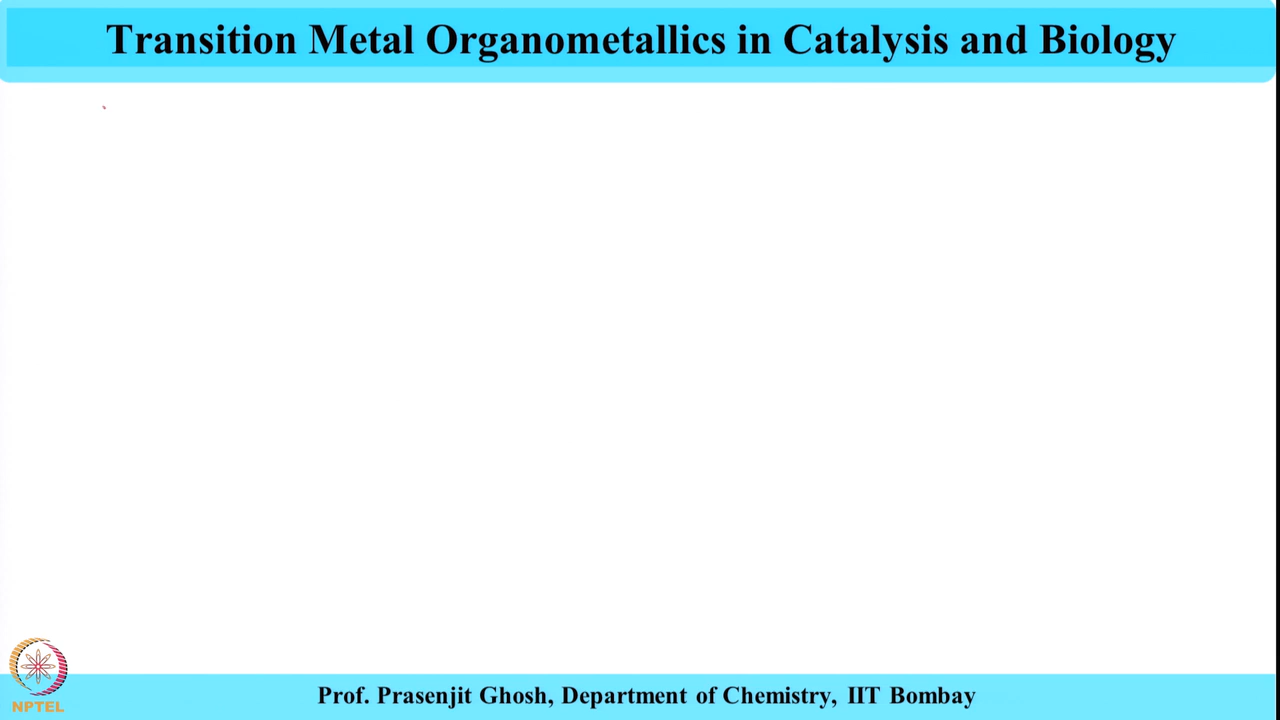 Transition Metal Organometallics in Catalysis and Biology
NPTEL
Prof. Prasenjit Ghosh, Department of Chemistry, IIT Bombay